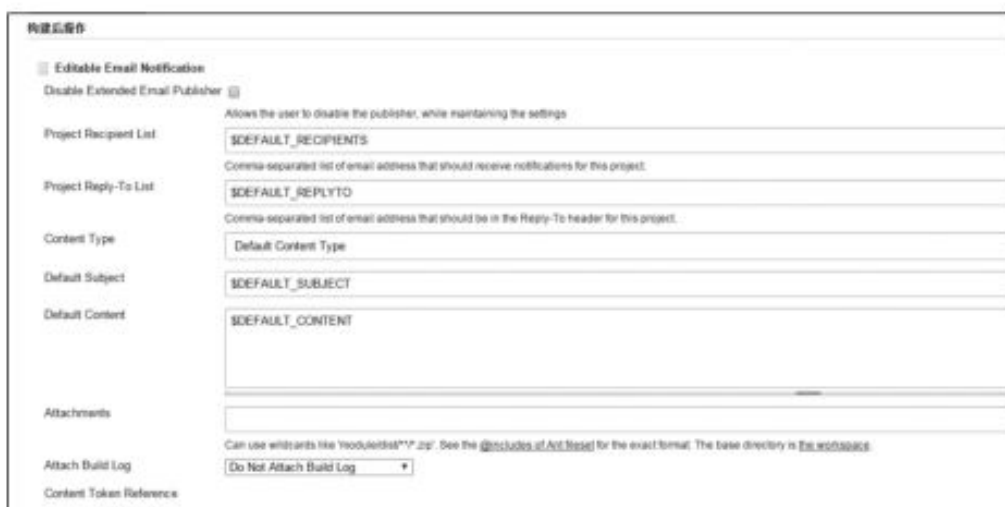 构建后操作
Editable Email Notification
Disable Extended Email Publisher
Allows the user to disable the publisher, while maintaining the settings
Project Recipient List
$DEFAULT_RECIPIENTS
Comma-separated list of email address that should receive notifications for this project.
Project Reply-To List
$DEFAULT_REPLYTO
Comma-separated list of email address that should be in the Reply-To header for this project.
Content Type
Default Content Type
Default Subject
$DEFAULT_SUBJECT
Default Content
$DEFAULT_CONTENT
Attachments
Can use wildcards like 'module/dist/**/*.zip'. See the @includes of Ant fileset for the exact format. The base directory is the workspace.
Attach Build Log
Do Not Attach Build Log
Content Token Reference